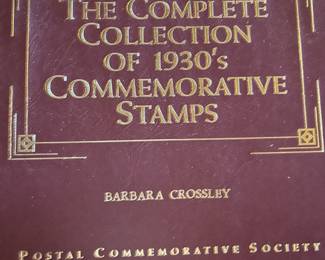 THE COMPLETE
COLLECTION
OF 1930's
COMMEMORATIVE
STAMPS
BARBARA CROSSLEY
POSTAL COMMEMORATIVE SOCIETY